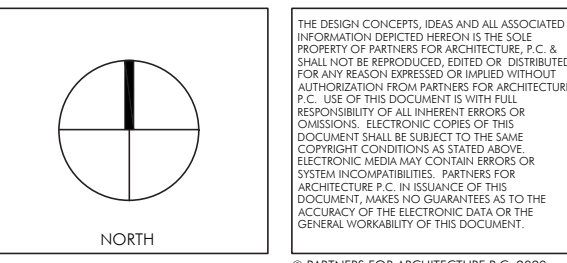 NORTH
THE DESIGN CONCEPTS, IDEAS AND ALL ASSOCIATED
INFORMATION DEPICTED HEREON IS THE SOLE
PROPERTY OF PARTNERS FOR ARCHITECTURE, P.C. &
SHALL NOT BE REPRODUCED, EDITED OR DISTRIBUTED
FOR ANY REASON EXPRESSED OR IMPLIED WITHOUT
AUTHORIZATION FROM PARTNERS FOR ARCHITECTURE
P.C. USE OF THIS DOCUMENT IS WITH FULL
RESPONSIBILITY OF ALL INHERENT ERRORS OR
OMISSIONS. ELECTRONIC COPIES OF THIS
DOCUMENT SHALL BE SUBJECT TO THE SAME
COPYRIGHT CONDITIONS AS STATED ABOVE.
ELECTRONIC MEDIA MAY CONTAIN ERRORS OR
SYSTEM INCOMPATIBILITIES. PARTNERS FOR
ARCHITECTURE P.C. IN ISSUANCE OF THIS
DOCUMENT, MAKES NO GUARANTEES AS TO THE
ACCURACY OF THE ELECTRONIC DATA OR THE
GENERAL WORKABILITY OF THIS DOCUMENT.